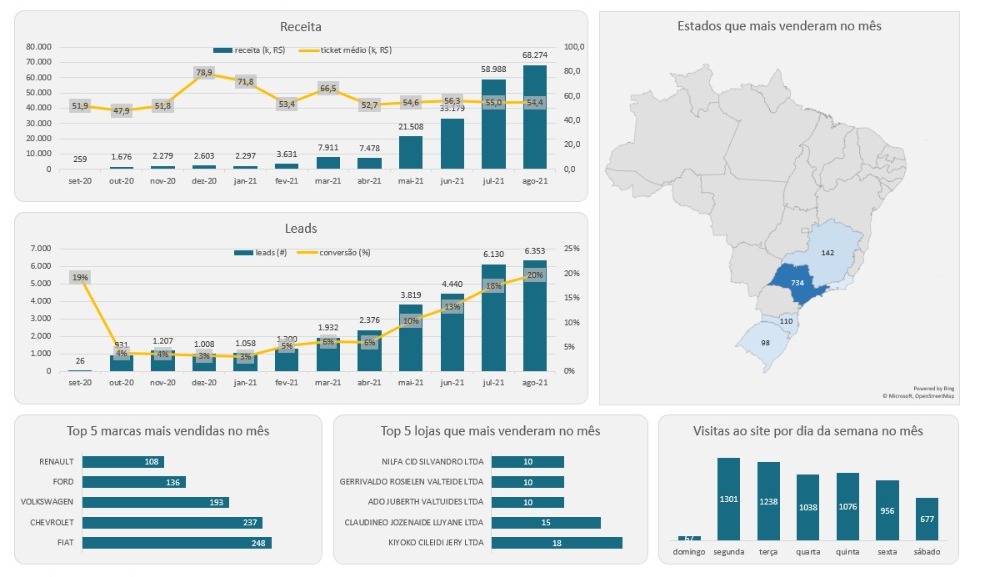 Receita
receita (k, R$) ticket médio (k, R$)
80.000 70.000 60.000 50.000 40.000 30.000 20.000 10.000 0
100,0 80,0 60,0 40,0 20,0 0,0
51,9 47,9 51,8 78,9 71,8 53,4 66,5 52,7 54,6 56,3 55,0 54,4
259 1.676 2.279 2.603 2.297 3.631 7.911 7.478 21.508 33.179 58.988 68.274
set-20 out-20 nov-20 dez-20 jan-21 fev-21 mar-21 abr-21 mai-21 jun-21 jul-21 ago-21
Estados que mais venderam no mês
142
734
110
98
Powered by Bing
© Microsoft, OpenStreetMap
Leads
leads (#) conversão (%)
7.000 6.000 5.000 4.000 3.000 2.000 1.000 0
25% 20% 15% 10% 5% 0%
19% 4% 4% 3% 3% 5% 6% 6% 10% 13% 18% 20%
26 931 1.207 1.008 1.058 1.932 2.376 3.819 4.440 6.130 6.353
set-20 out-20 nov-20 dez-20 jan-21 fev-21 mar-21 abr-21 mai-21 jun-21 jul-21 ago-21
Top 5 marcas mais vendidas no mês
RENAULT 108
FORD 136
VOLKSWAGEN 193
CHEVROLET 237
FIAT 248
Top 5 lojas que mais venderam no mês
NILFA CID SILVANDRO LTDA 10
GERRIVALDO ROSIELEN VALTEIDE LTDA 10
ADO JUBERTH VALTUIDES LTDA 10
CLAUDINEO JOZENAIDE LUYANE LTDA 15
KIYOKO CILEIDI JERY LTDA 18
Visitas ao site por dia da semana no mês
67 1301 1238 1038 1076 956 677
domingo segunda terça quarta quinta sexta sábado